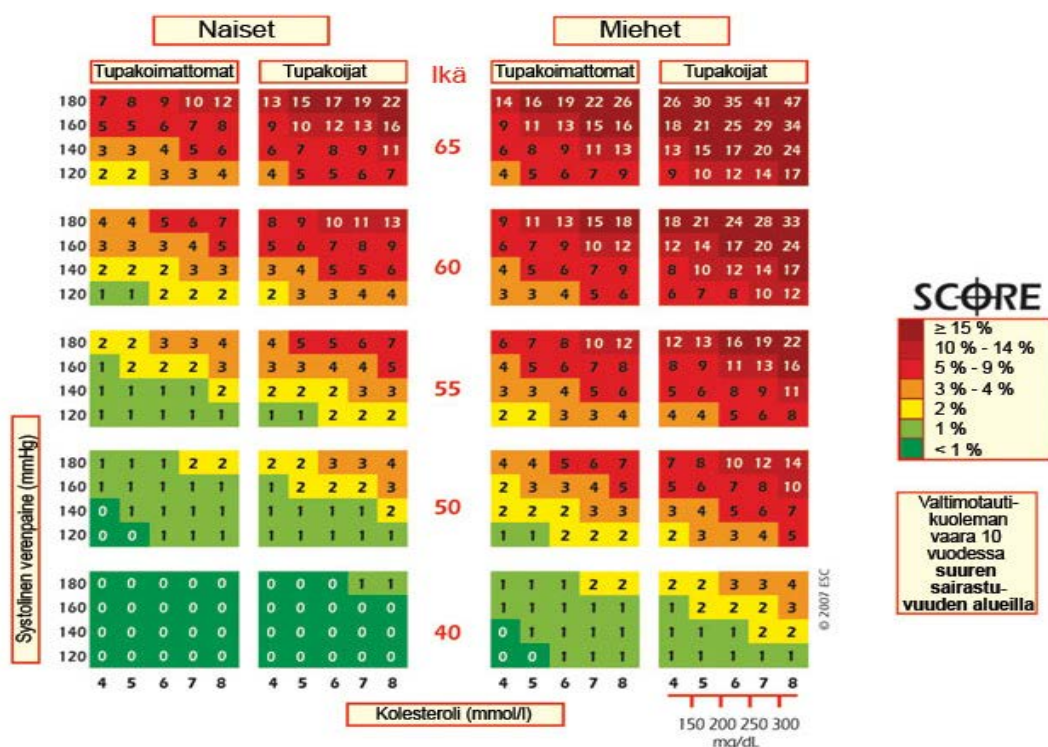 Naiset Miehet
Tupakoimattomat Tupakoijat Ikä Tupakoimattomat Tupakoijat
180 7 8 9 10 12 13 15 17 19 22 14 16 19 22 26 26 30 35 41 47
160 5 5 6 7 8 9 10 12 13 16 9 11 13 15 16 18 21 25 29 34
140 3 3 4 5 6 6 7 8 9 11 65 6 8 9 11 13 13 15 17 20 24
120 2 2 3 3 4 4 5 5 6 7 4 5 6 7 9 9 10 12 14 17
180 4 4 5 6 7 8 9 10 11 13 9 11 13 15 18 18 21 24 28 33
160 3 3 3 4 5 5 6 7 8 9 6 7 9 10 12 12 14 17 20 24
140 2 2 2 3 3 3 4 5 5 6 60 4 5 6 7 9 8 10 12 14 17
120 1 1 2 2 2 2 3 3 4 4 3 3 4 5 6 6 7 8 10 12
180 2 2 3 3 4 4 5 5 6 7 6 7 8 10 12 12 13 16 19 22
160 1 2 2 2 3 3 3 4 4 5 4 5 6 7 8 8 9 11 13 16
140 1 1 1 1 2 2 2 2 3 3 55 3 3 4 5 6 5 6 8 9 11
120 1 1 1 1 1 1 1 2 2 2 2 2 3 3 4 4 4 5 6 8
180 1 1 1 2 2 2 2 3 3 4 4 4 5 6 7 7 8 10 12 14
160 1 1 1 1 1 1 2 2 2 3 2 3 3 4 5 5 6 7 8 10
140 0 1 1 1 1 1 1 1 1 2 50 2 2 2 3 3 3 4 5 6 7
120 0 0 1 1 1 1 1 1 1 1 1 1 2 2 2 2 3 3 4 5
180 0 0 0 0 0 0 0 0 1 1 1 1 1 2 2 2 2 3 3 4
160 0 0 0 0 0 0 0 0 0 0 1 1 1 1 1 1 2 2 2 3
140 0 0 0 0 0 0 0 0 0 0 40 0 1 1 1 1 1 1 1 2 2
120 0 0 0 0 0 0 0 0 0 0 0 0 1 1 1 1 1 1 1 1
4 5 6 7 8 4 5 6 7 8 4 5 6 7 8 4 5 6 7 8
Systolinen verenpaine (mmHg)
Kolesteroli (mmol/l)
150 200 250 300
mg/dL
© 2007 ESC
SCORE
≥ 15 %
10 % - 14 %
5 % - 9 %
3 % - 4 %
2 %
1 %
< 1 %
Valtimotauti-
kuoleman
vaara 10
vuodessa
suuren
sairastu-
vuuden alueilla